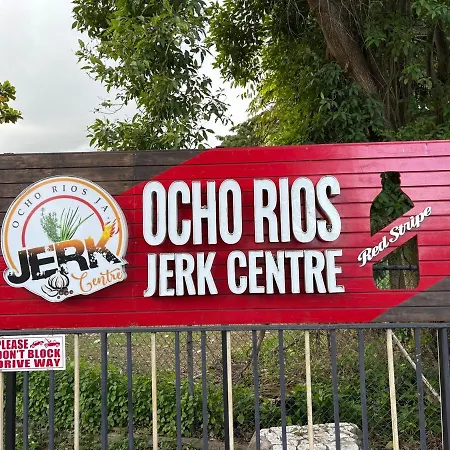 OCHO RIOS JA
JERK
Centre
OCHO RIOS
JERK CENTRE
Red Stripe
PLEASE
DON'T BLOCK
DRIVE WAY